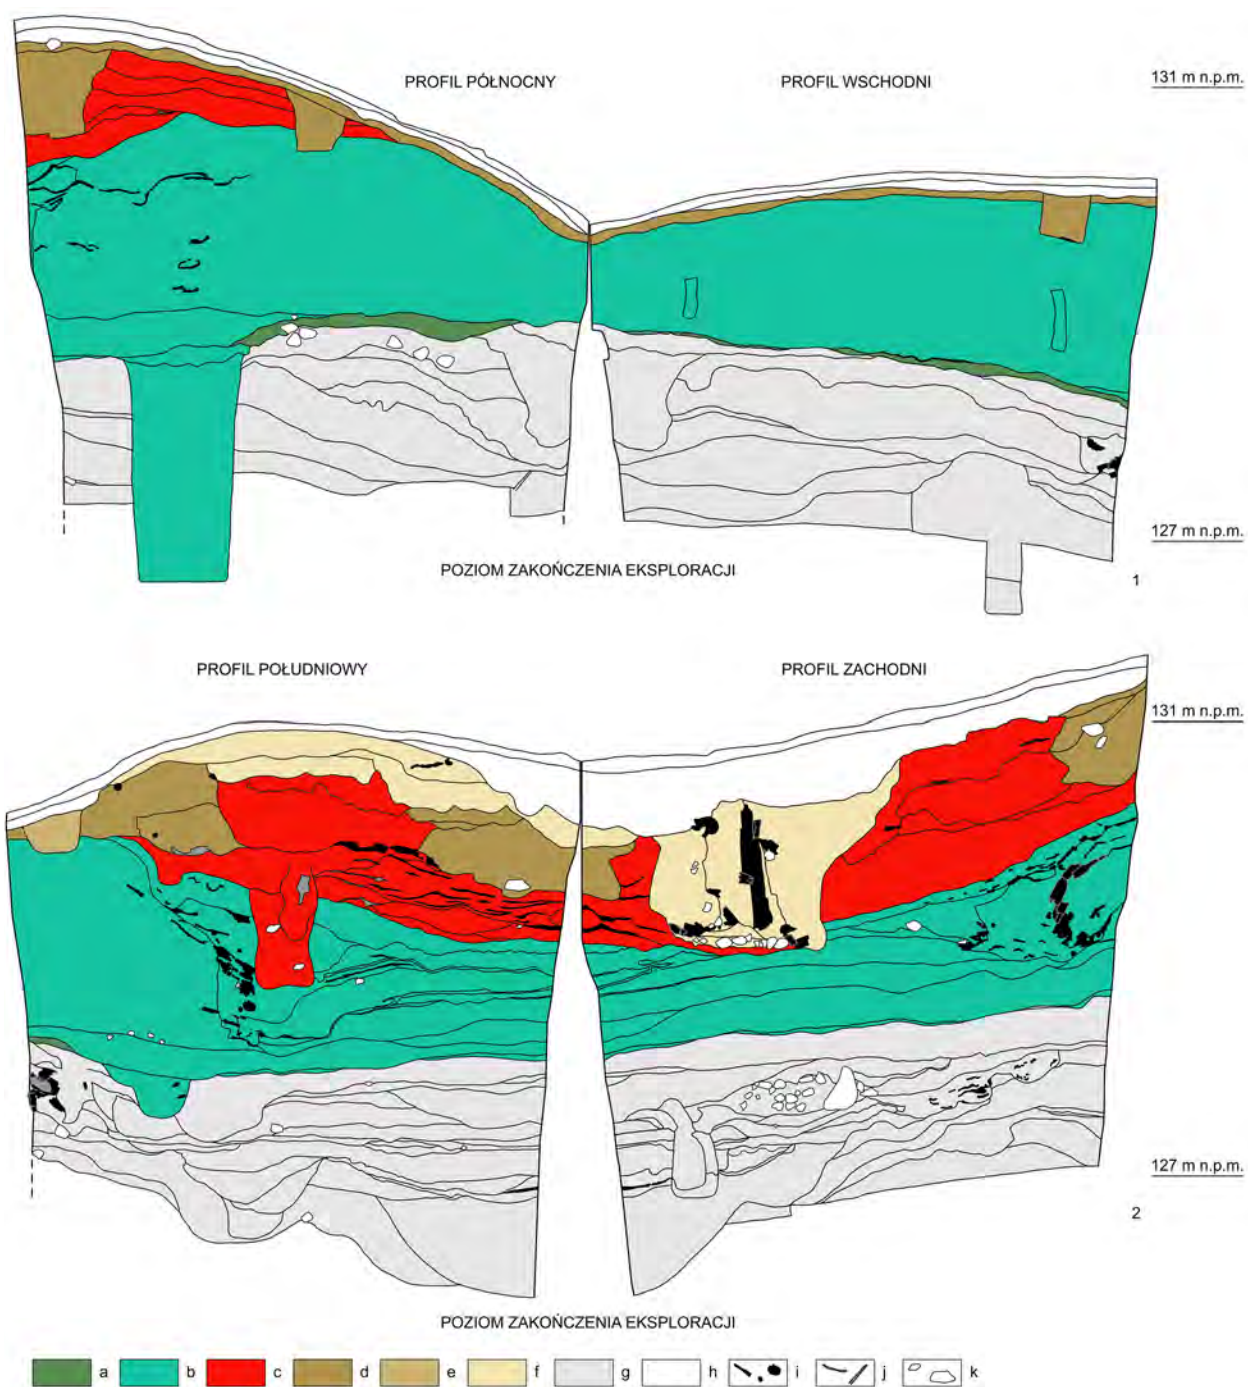 PROFIL PÓŁNOCNY
PROFIL WSCHODNI
131 m n.p.m.
127 m n.p.m.
POZIOM ZAKOŃCZENIA EKSPLORACJI
1
PROFIL POŁUDNIOWY
PROFIL ZACHODNI
131 m n.p.m.
127 m n.p.m.
2
POZIOM ZAKOŃCZENIA EKSPLORACJI
a b c d e f g h i j k